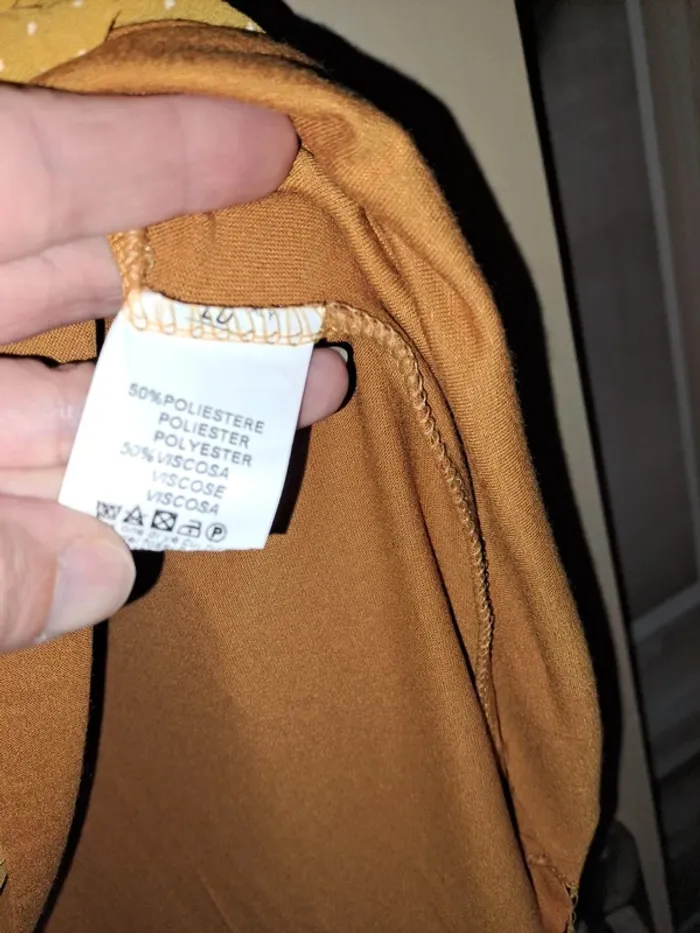 50%POLIESTERE
POLIESTER
POLYESTER
50%VISCOSA
VISCOSE
VISCOSA
P